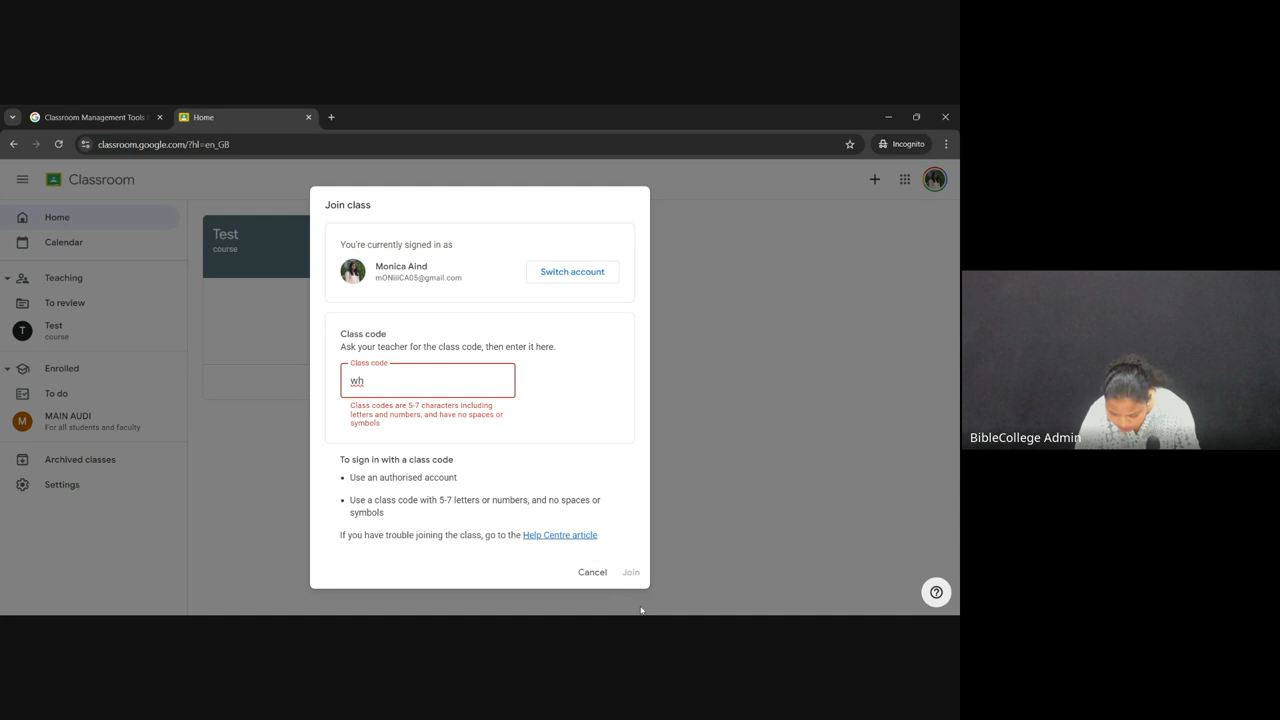 Classroom Management Tools
Home
classroom.google.com/?hl=en_GB
Incognito
Classroom
Home
Calendar
Teaching
To review
T
Test
course
Enrolled
To do
M
MAIN AUDI
For all students and faculty
Archived classes
Settings
Test
course
Join class
You're currently signed in as
Monica Aind
mONiiiCA05@gmail.com
Switch account
Class code
Ask your teacher for the class code, then enter it here.
Class code
wh
Class codes are 5-7 characters including
letters and numbers, and have no spaces or
symbols
To sign in with a class code
• Use an authorised account
• Use a class code with 5-7 letters or numbers, and no spaces or
symbols
If you have trouble joining the class, go to the Help Centre article
Cancel
Join
BibleCollege Admin